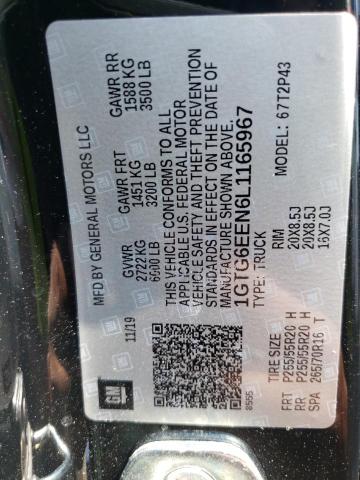 MFD BY GENERAL MOTORS LLC
GVWR GAWR FRT GAWR RR
2722 KG 1451 KG 1588 KG
6000 LB 3200 LB 3500 LB
THIS VEHICLE CONFORMS TO ALL
APPLICABLE U.S. FEDERAL MOTOR
VEHICLE SAFETY AND THEFT PREVENTION
STANDARDS IN EFFECT ON THE DATE OF
MANUFACTURE SHOWN ABOVE.
1GTG6EEN6L1165967
TYPE: TRUCK
11/19
GM
8555
MODEL: 67T2P43
TIRE SIZE RIM
FRT P255/55R20 H 20X8.5J
RR P255/55R20 H 20X8.5J
SPA 265/70R16 T 16X7.0J